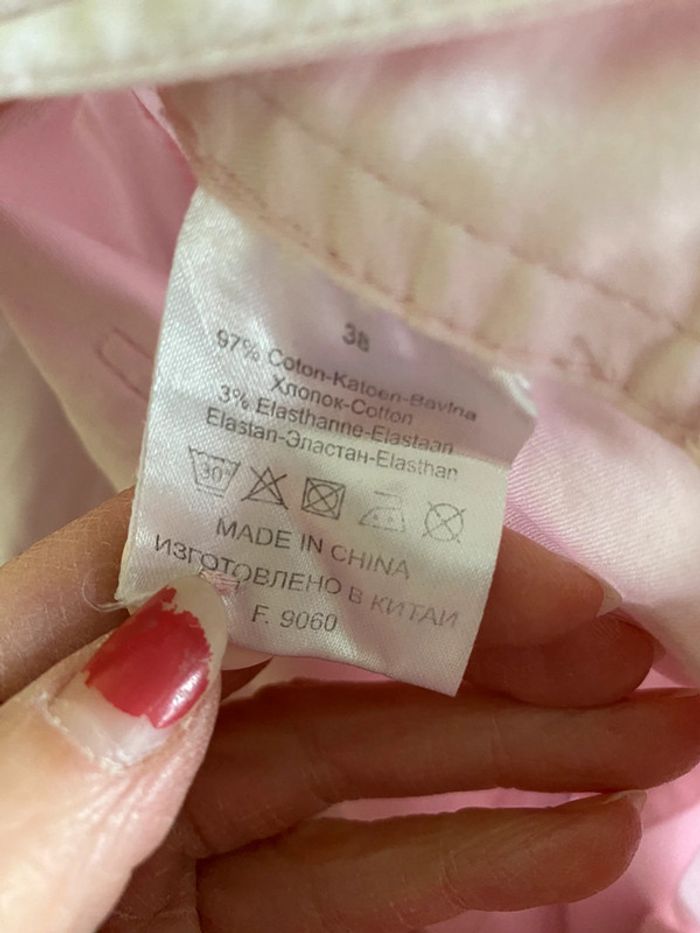 38
97% Coton-Katoen-Bavlna
Хлопок-Cotton
3% Elasthanne-Elastaan
Elastan-Эластан-Elasthan
30°
MADE IN CHINA
ИЗГОТОВЛЕНО В КИТАИ
F. 9060